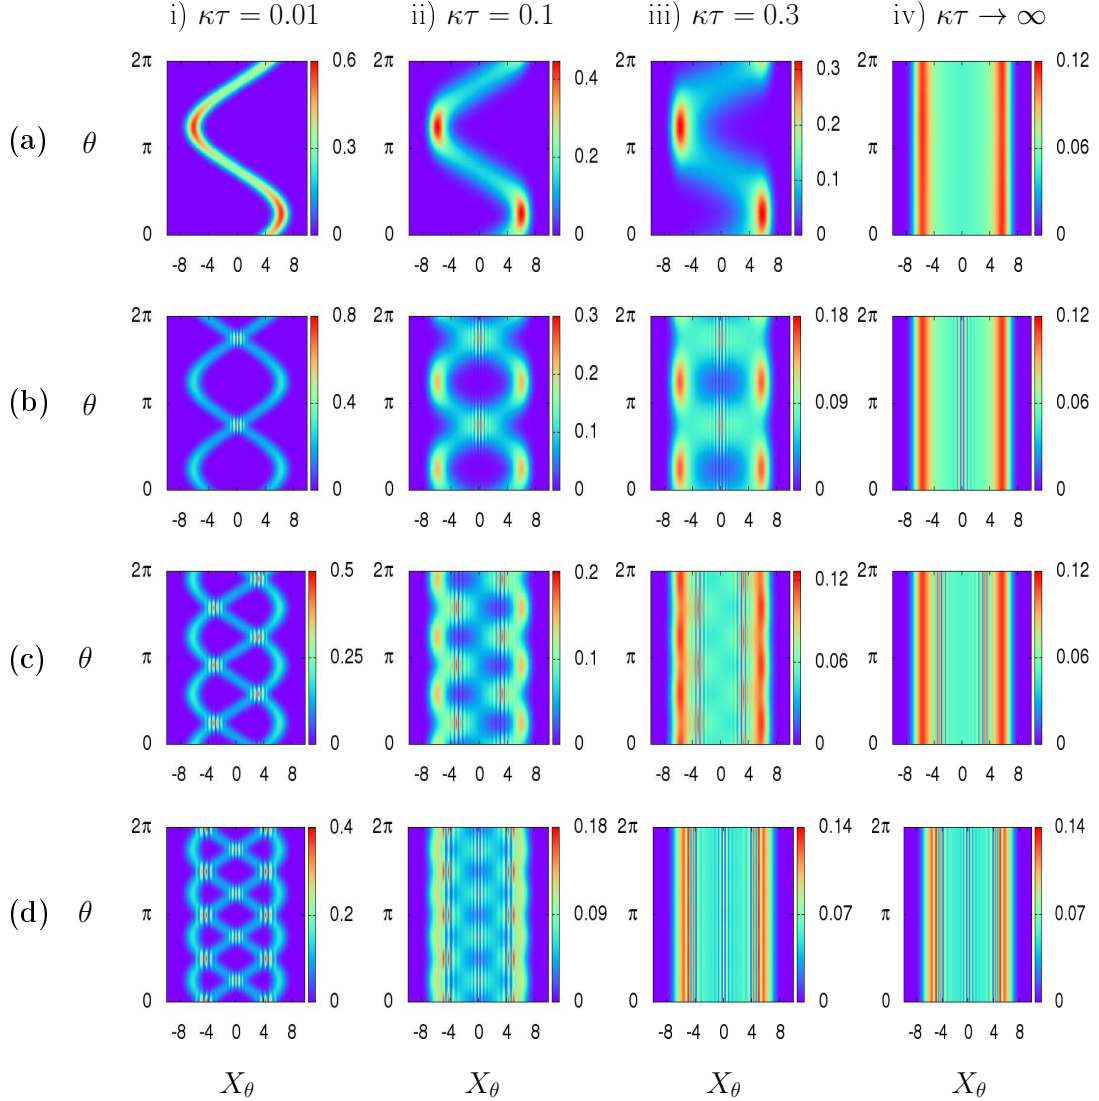 i) κτ = 0.01 ii) κτ = 0.1 iii) κτ = 0.3 iv) κτ → ∞
2π 0.6 2π 0.4 2π 0.3 2π 0.12
(a) θ π 0.3 π 0.2 π 0.2 π 0.06
0.1
0 0 0 0 0 0 0 0
-8 -4 0 4 8 -8 -4 0 4 8 -8 -4 0 4 8 -8 -4 0 4 8
2π 0.8 2π 0.3 2π 0.18 2π 0.12
0.2
(b) θ π 0.4 π π 0.09 π 0.06
0.1
0 0 0 0 0 0 0 0
-8 -4 0 4 8 -8 -4 0 4 8 -8 -4 0 4 8 -8 -4 0 4 8
2π 0.5 2π 0.2 2π 0.12 2π 0.12
(c) θ π 0.25 π 0.1 π 0.06 π 0.06
0 0 0 0 0 0 0 0
-8 -4 0 4 8 -8 -4 0 4 8 -8 -4 0 4 8 -8 -4 0 4 8
2π 0.4 2π 0.18 2π 0.14 2π 0.14
(d) θ π 0.2 π 0.09 π 0.07 π 0.07
0 0 0 0 0 0 0 0
-8 -4 0 4 8 -8 -4 0 4 8 -8 -4 0 4 8 -8 -4 0 4 8
X_θ X_θ X_θ X_θ